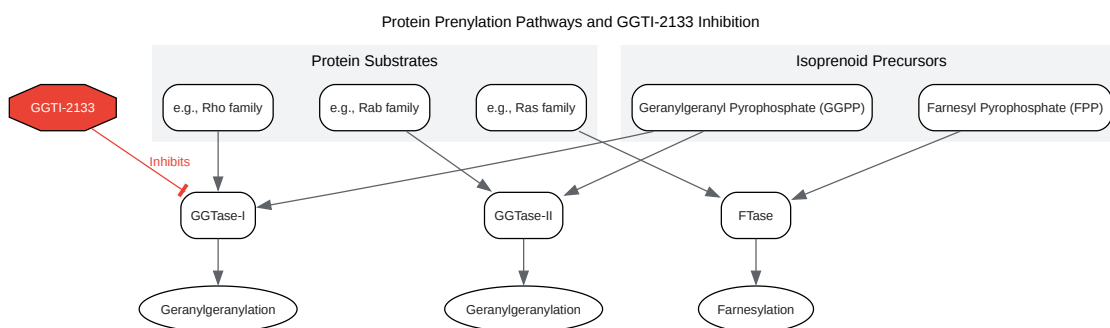 Protein Prenylation Pathways and GGTI-2133 Inhibition
Protein Substrates
Isoprenoid Precursors
GGTI-2133
e.g., Rho family
e.g., Rab family
e.g., Ras family
Geranylgeranyl Pyrophosphate (GGPP)
Farnesyl Pyrophosphate (FPP)
Inhibits
GGTase-I
GGTase-II
FTase
Geranylgeranylation
Geranylgeranylation
Farnesylation